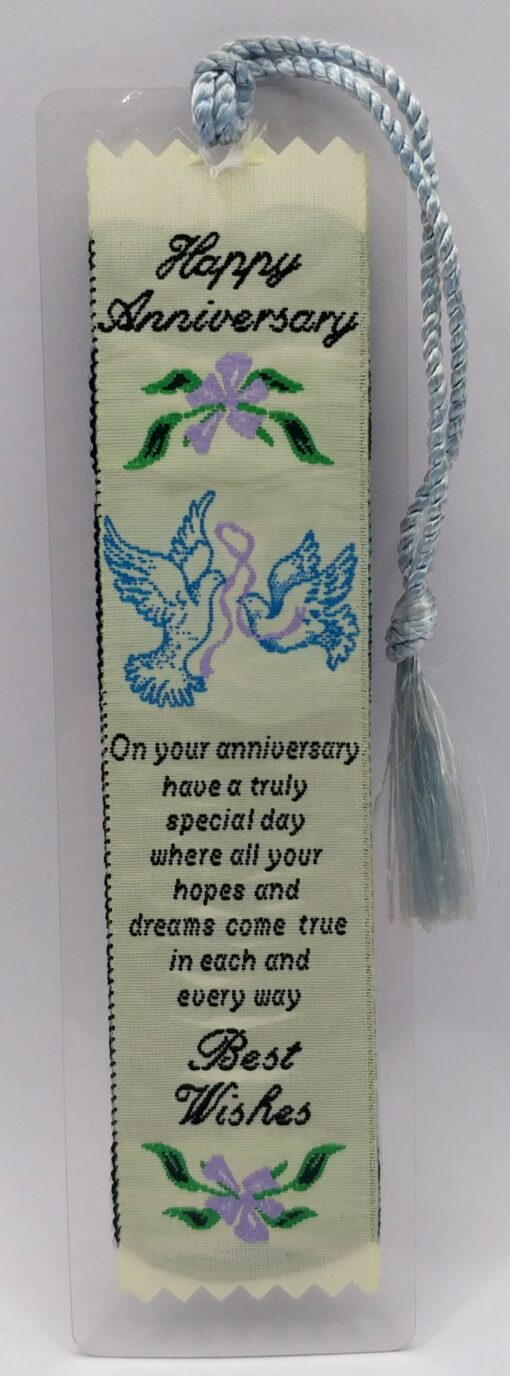 Happy
Anniversary
On your anniversary
have a truly
special day
where all your
hopes and
dreams come true
in each and
every way
Best
Wishes